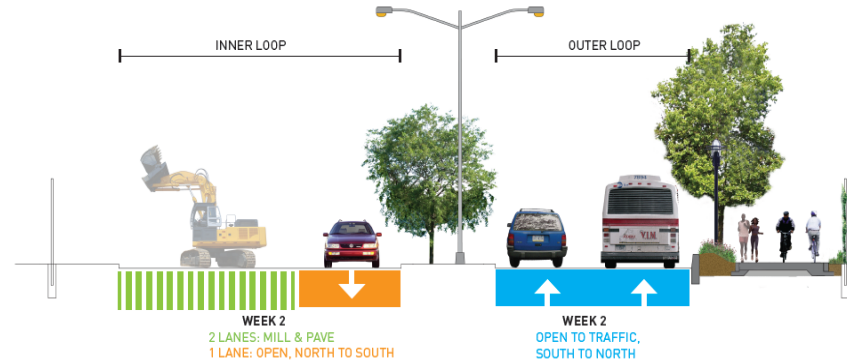 INNER LOOP
OUTER LOOP
WEEK 2
2 LANES: MILL & PAVE
1 LANE: OPEN, NORTH TO SOUTH
WEEK 2
OPEN TO TRAFFIC,
SOUTH TO NORTH